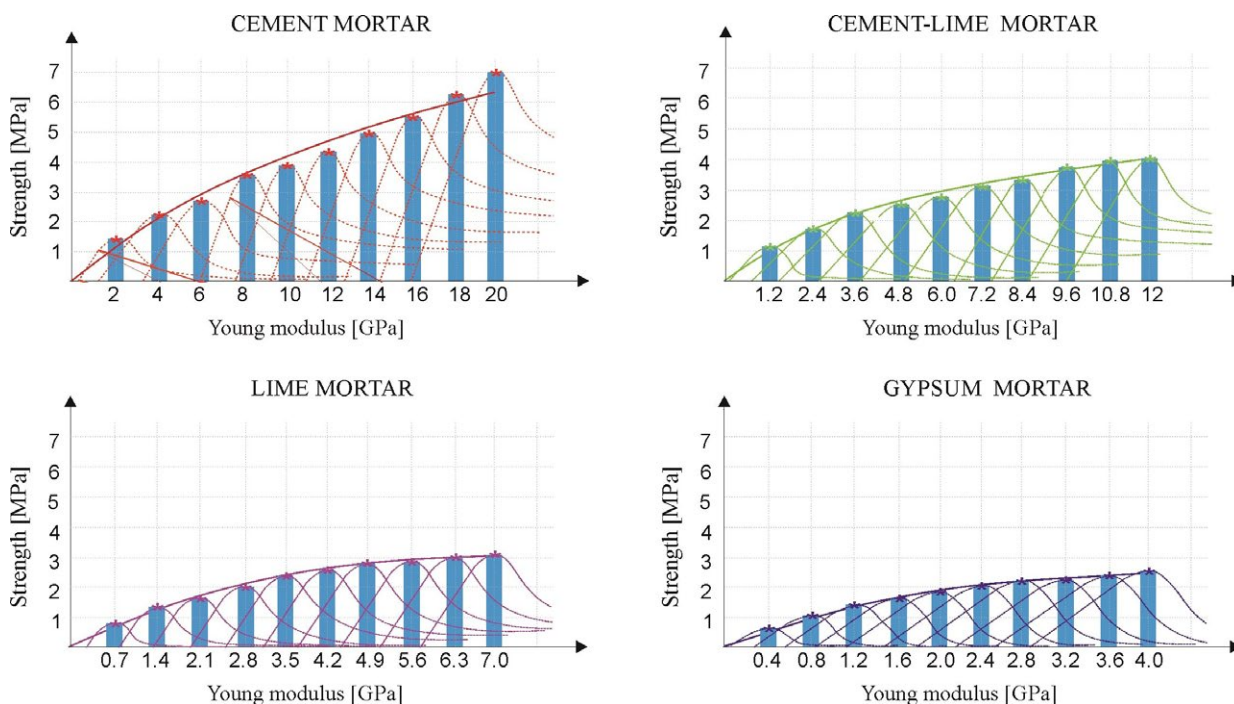 CEMENT MORTAR
Strength [MPa]
7
6
5
4
3
2
1
2 4 6 8 10 12 14 16 18 20
Young modulus [GPa]
CEMENT-LIME MORTAR
Strength [MPa]
7
6
5
4
3
2
1
1.2 2.4 3.6 4.8 6.0 7.2 8.4 9.6 10.8 12
Young modulus [GPa]
LIME MORTAR
Strength [MPa]
7
6
5
4
3
2
1
0.7 1.4 2.1 2.8 3.5 4.2 4.9 5.6 6.3 7.0
Young modulus [GPa]
GYPSUM MORTAR
Strength [MPa]
7
6
5
4
3
2
1
0.4 0.8 1.2 1.6 2.0 2.4 2.8 3.2 3.6 4.0
Young modulus [GPa]